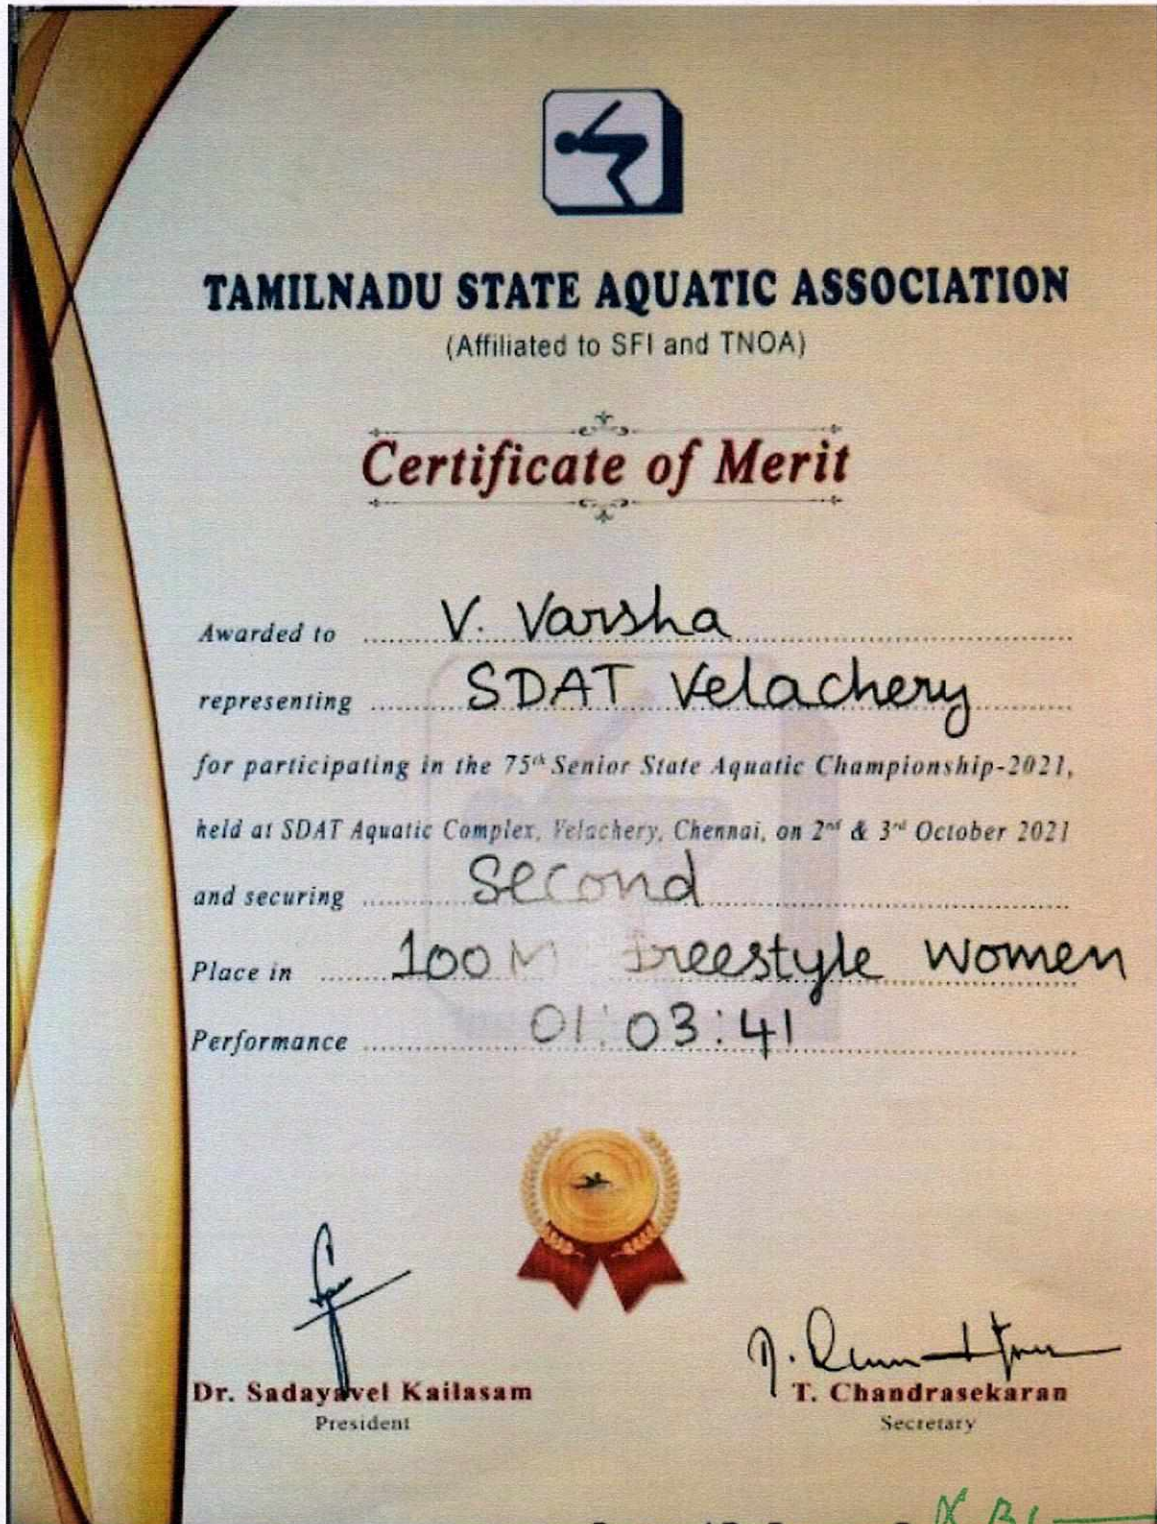 TAMILNADU STATE AQUATIC ASSOCIATION
(Affiliated to SFI and TNOA)
Certificate of Merit
Awarded to V. Varsha
representing SDAT Velachery
for participating in the 75th Senior State Aquatic Championship-2021,
held at SDAT Aquatic Complex, Velachery, Chennai, on 2nd & 3rd October 2021
and securing Second
Place in 100 M Freestyle Women
Performance 01:03:41
Dr. Sadayavel Kailasam
President
T. Chandrasekaran
Secretary